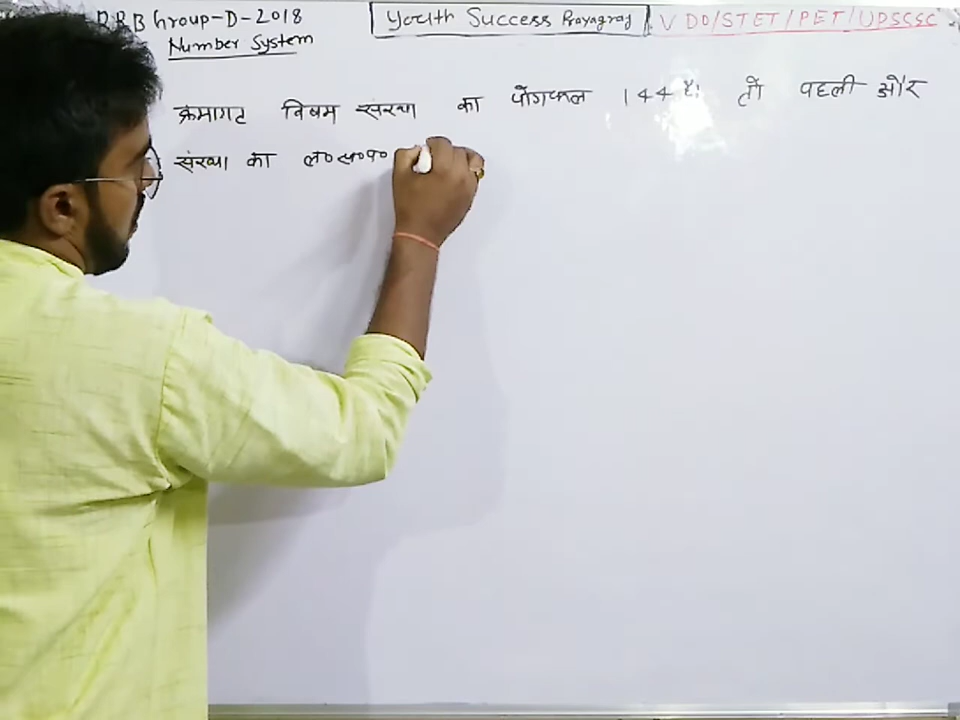 RRB Group-D-2018
Number System
Youth Success Prayagraj
VDO/STET/PET/UPSSSC
क्रमागट विषम संख्या का योगफल 144 है। तो पहली और
संख्या का ल०स०प०